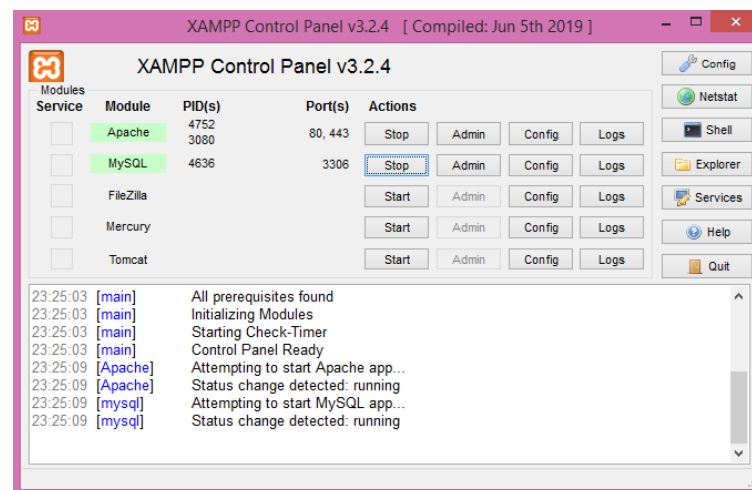 XAMPP Control Panel v3.2.4 [ Compiled: Jun 5th 2019 ]
XAMPP Control Panel v3.2.4
Config
Modules
Service Module PID(s) Port(s) Actions
Netstat
Apache 4752 3080 80, 443 Stop Admin Config Logs
Shell
MySQL 4636 3306 Stop Admin Config Logs
Explorer
FileZilla Start Admin Config Logs
Services
Mercury Start Admin Config Logs
Help
Tomcat Start Admin Config Logs
Quit
23:25:03 [main] All prerequisites found
23:25:03 [main] Initializing Modules
23:25:03 [main] Starting Check-Timer
23:25:03 [main] Control Panel Ready
23:25:09 [Apache] Attempting to start Apache app...
23:25:09 [Apache] Status change detected: running
23:25:09 [mysql] Attempting to start MySQL app...
23:25:09 [mysql] Status change detected: running